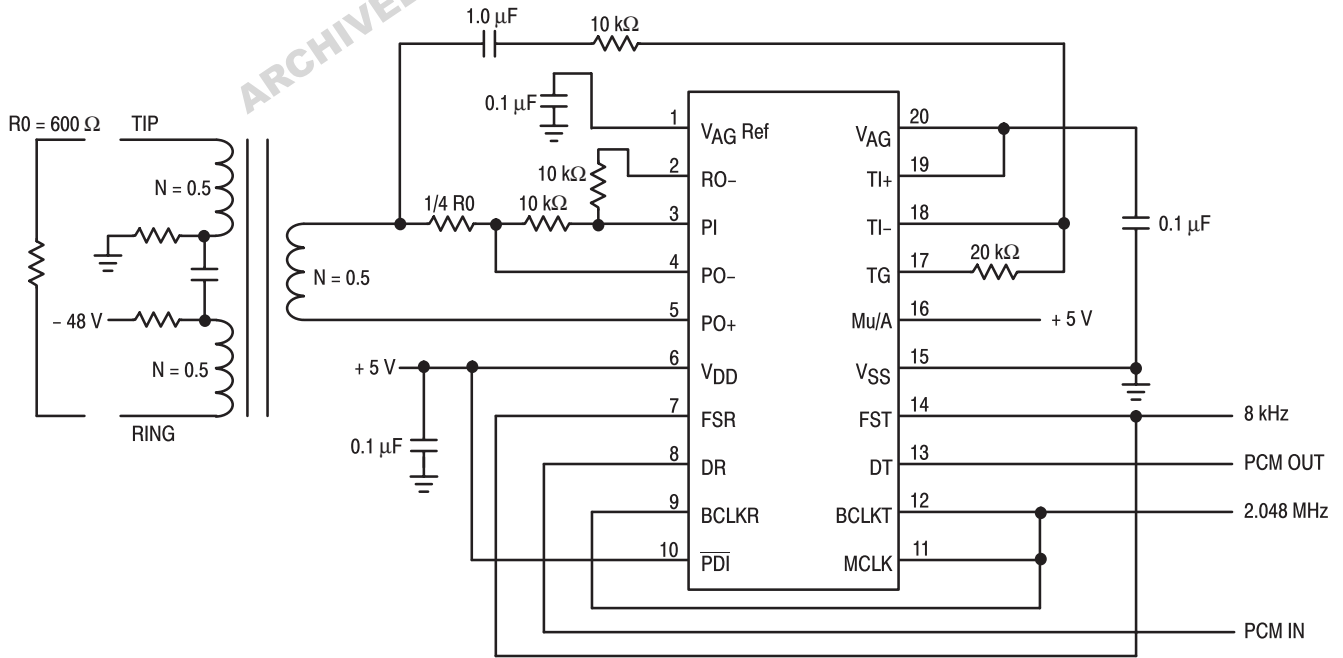 ARCHIVE
1.0 µF
10 kΩ
0.1 µF
R0 = 600 Ω
TIP
N = 0.5
– 48 V
N = 0.5
RING
N = 0.5
1/4 R0
10 kΩ
10 kΩ
+ 5 V
0.1 µF
1 VAG Ref
2 RO–
3 PI
4 PO–
5 PO+
6 VDD
7 FSR
8 DR
9 BCLKR
10 PDI
VAG 20
TI+ 19
TI– 18
TG 17
Mu/A 16
VSS 15
FST 14
DT 13
BCLKT 12
MCLK 11
20 kΩ
0.1 µF
+ 5 V
8 kHz
PCM OUT
2.048 MHz
PCM IN